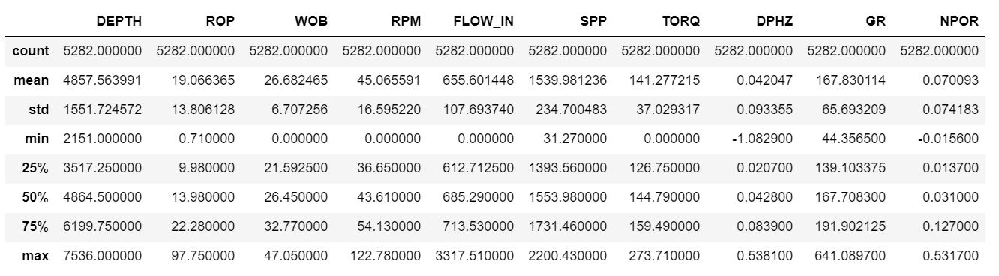 DEPTH ROP WOB RPM FLOW_IN SPP TORQ DPHZ GR NPOR
count 5282.000000 5282.000000 5282.000000 5282.000000 5282.000000 5282.000000 5282.000000 5282.000000 5282.000000 5282.000000
mean 4857.563991 19.066365 26.682465 45.065591 655.601448 1539.981236 141.277215 0.042047 167.830114 0.070093
std 1551.724572 13.806128 6.707256 16.595220 107.693740 234.700483 37.029317 0.093355 65.693209 0.074183
min 2151.000000 0.710000 0.000000 0.000000 0.000000 31.270000 0.000000 -1.082900 44.356500 -0.015600
25% 3517.250000 9.980000 21.592500 36.650000 612.712500 1393.560000 126.750000 0.020700 139.103375 0.013700
50% 4864.500000 13.980000 26.450000 43.610000 685.290000 1553.980000 144.790000 0.042800 167.708300 0.031000
75% 6199.750000 22.280000 32.770000 54.130000 713.530000 1731.460000 159.490000 0.083900 191.902125 0.127000
max 7536.000000 97.750000 47.050000 122.780000 3317.510000 2200.430000 273.710000 0.538100 641.089700 0.531700